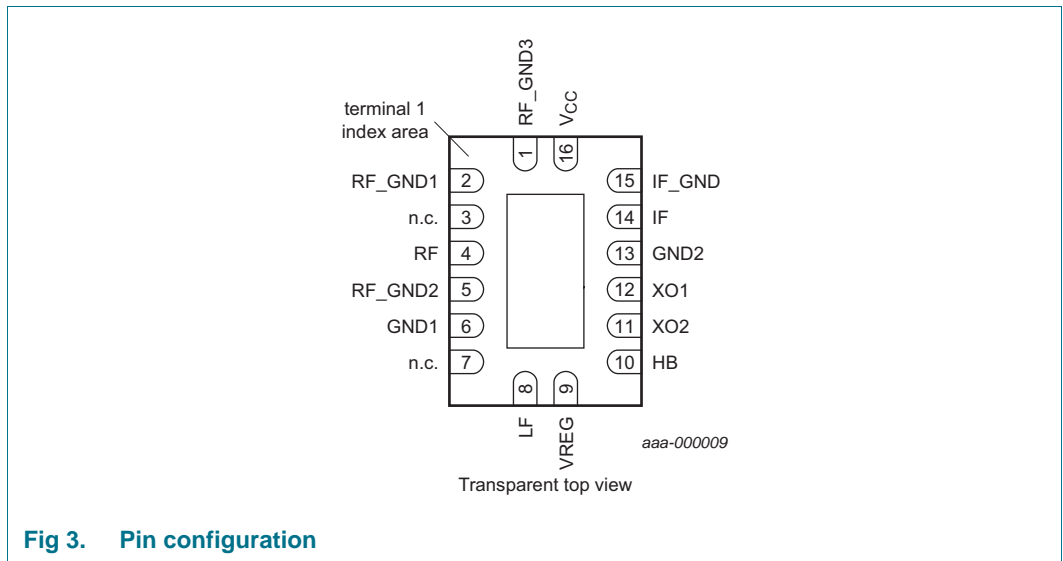 RF_GND3
VCC
terminal 1
index area
1
16
RF_GND1 2
15 IF_GND
n.c. 3
14 IF
RF 4
13 GND2
RF_GND2 5
12 XO1
GND1 6
11 XO2
n.c. 7
10 HB
8
9
LF
VREG
aaa-000009
Transparent top view
Fig 3. Pin configuration